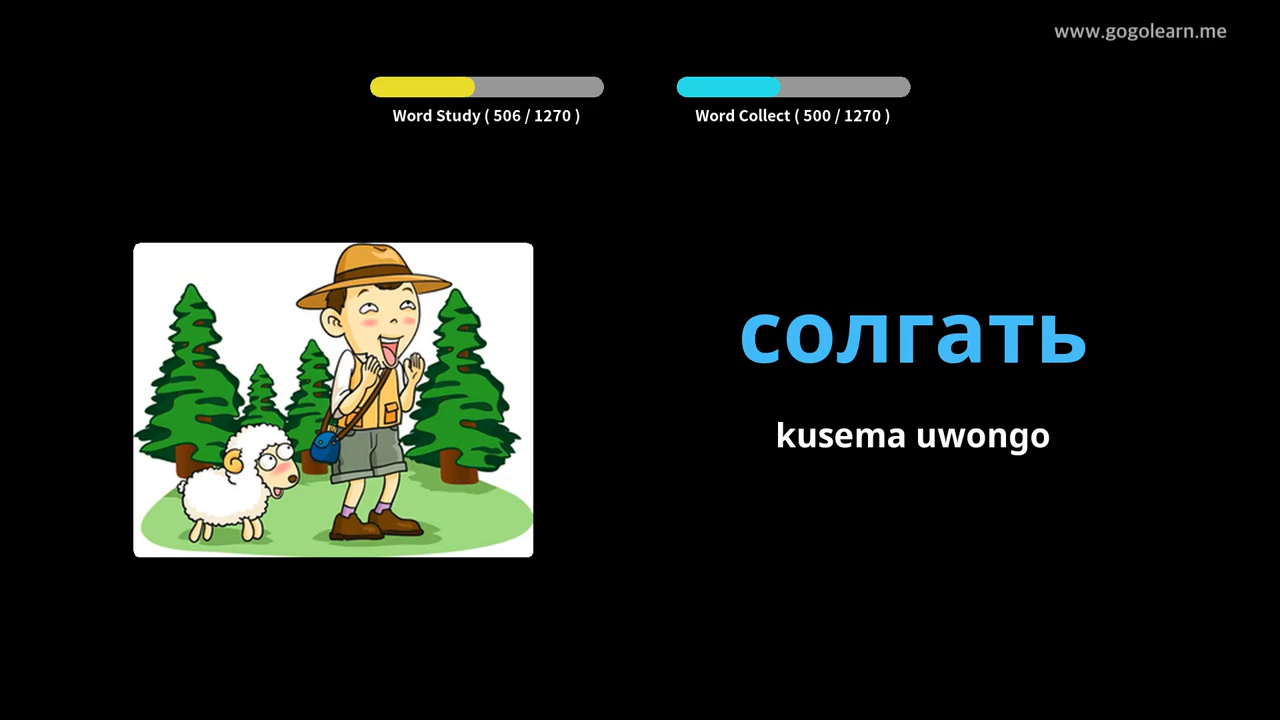 www.gogolearn.me
Word Study ( 506 / 1270 )
Word Collect ( 500 / 1270 )
солгать
kusema uwongo